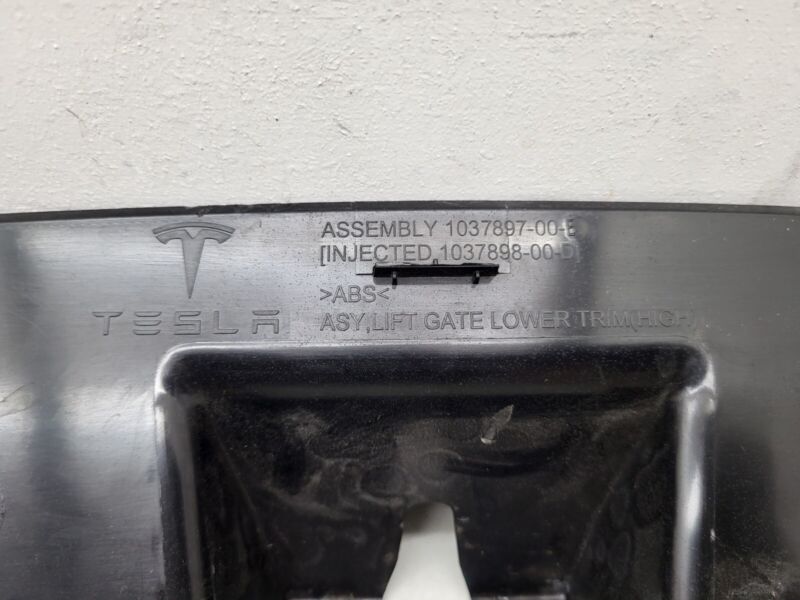 ASSEMBLY 1037897-00-E
[INJECTED 1037898-00-D]
>ABS<
TESLA
ASY,LIFT GATE LOWER TRIM(HIGH)